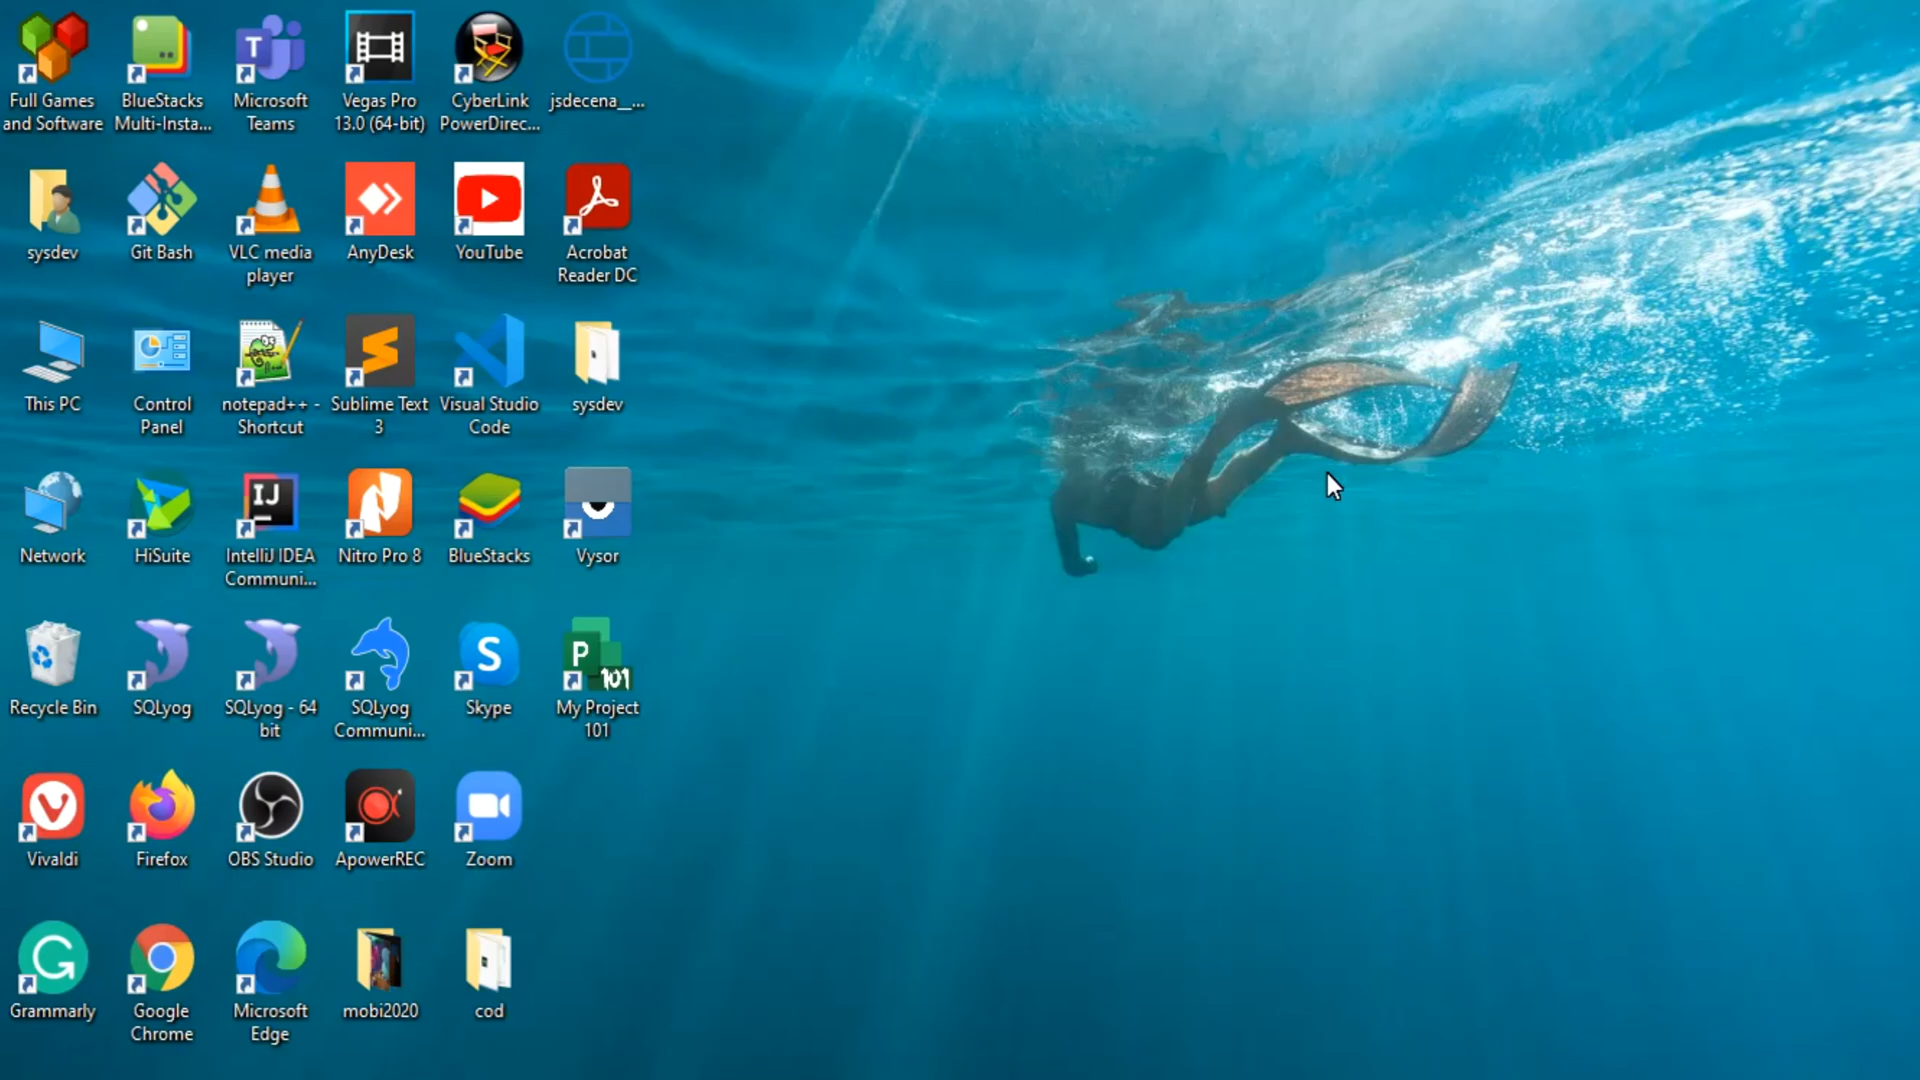 Full Games
and Software
BlueStacks
Multi-Insta...
Microsoft
Teams
Vegas Pro
13.0 (64-bit)
CyberLink
PowerDirec...
jsdecena__...
sysdev
Git Bash
VLC media
player
AnyDesk
YouTube
Acrobat
Reader DC
This PC
Control
Panel
notepad++ -
Shortcut
Sublime Text
3
Visual Studio
Code
sysdev
Network
HiSuite
IJ
IntelliJ IDEA
Communi...
Nitro Pro 8
BlueStacks
Vysor
Recycle Bin
SQLyog
SQLyog - 64
bit
SQLyog
Communi...
S
Skype
P
101
My Project
101
Vivaldi
Firefox
OBS Studio
ApowerREC
Zoom
G
Grammarly
Google
Chrome
Microsoft
Edge
mobi2020
cod